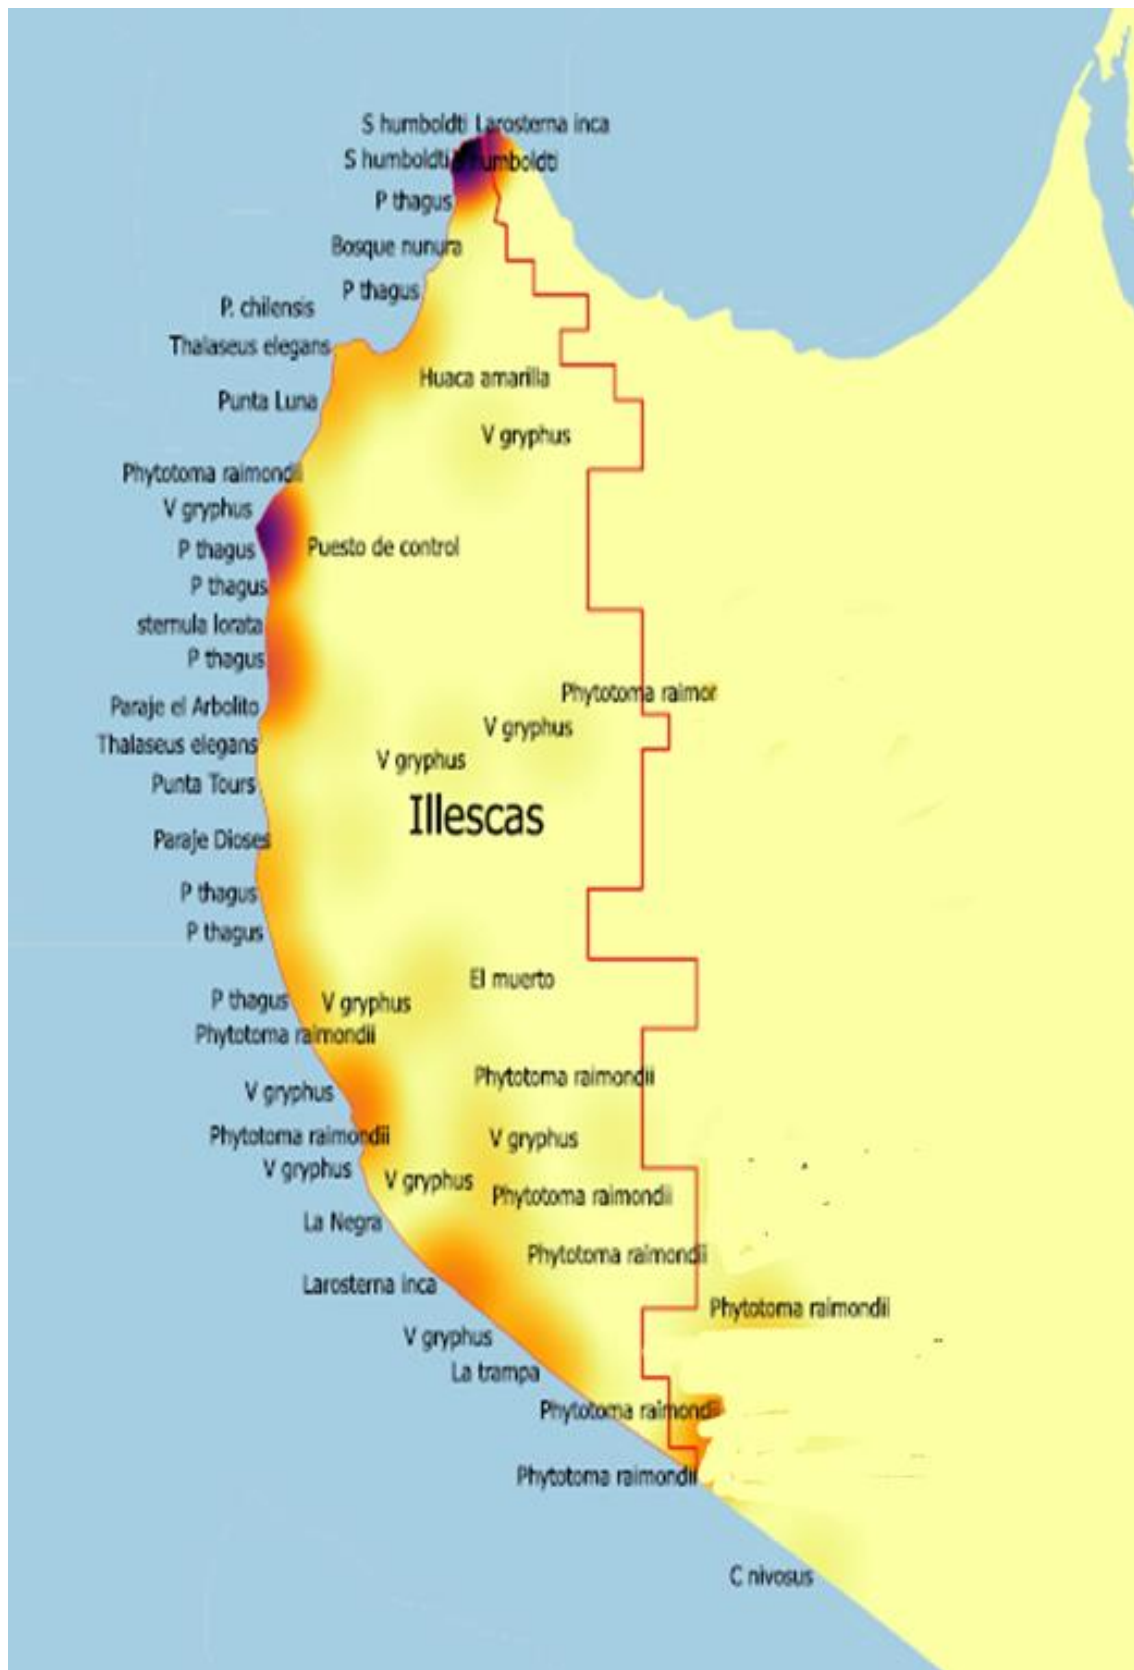 S humboldti Larosterna inca
S humboldti humboldti
P thagus
Bosque nunura
P thagus
P. chilensis
Thalaseus elegans
Huaca amarilla
Punta Luna
V gryphus
Phytotoma raimondii
V gryphus
P thagus
Puesto de control
P thagus
sternula lorata
P thagus
Phytotoma raimor
Paraje el Arbolito
V gryphus
Thalaseus elegans
V gryphus
Punta Tours
Illescas
Paraje Dioses
P thagus
P thagus
El muerto
P thagus
V gryphus
Phytotoma raimondii
Phytotoma raimondii
V gryphus
Phytotoma raimondii
V gryphus
V gryphus
V gryphus
Phytotoma raimondii
La Negra
Phytotoma raimondii
Larosterna inca
Phytotoma raimondii
V gryphus
La trampa
Phytotoma raimondii
Phytotoma raimondii
C nivosus